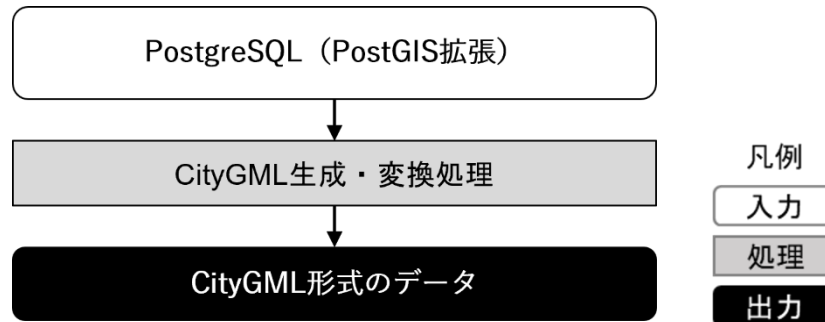 PostgreSQL（PostGIS拡張）
CityGML生成・変換処理
CityGML形式のデータ
凡例
入力
処理
出力